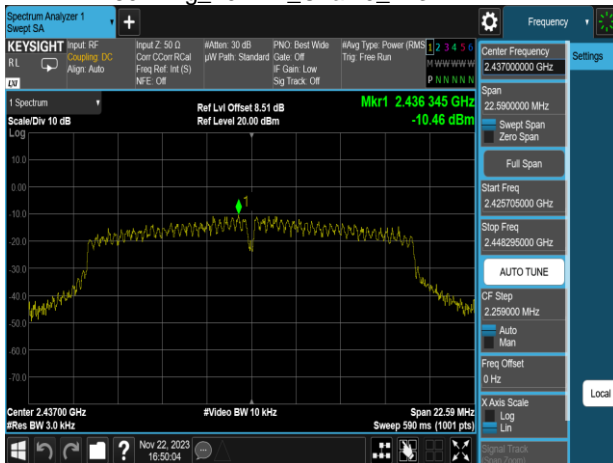 Spectrum Analyzer 1
Swept SA
Frequency
KEYSIGHT
RL
LXI
Input: RF
Coupling: DC
Align: Auto
Input Z: 50 Ω
Corr CCorr RCal
Freq Ref: Int (S)
NFE: Off
#Atten: 30 dB
µW Path: Standard
PNO: Best Wide
Gate: Off
IF Gain: Low
Sig Track: Off
#Avg Type: Power (RMS
Trig: Free Run
1 2 3 4 5 6
M W W W W W
P N N N N N
Center Frequency
2.437000000 GHz
Settings
Span
22.5900000 MHz
Swept Span
Zero Span
Full Span
Start Freq
2.425705000 GHz
Stop Freq
2.448295000 GHz
AUTO TUNE
CF Step
2.259000 MHz
Auto
Man
Freq Offset
0 Hz
X Axis Scale
Log
Lin
Signal Track
(Span Zoom)
Local
1 Spectrum
Scale/Div 10 dB
Ref Lvl Offset 8.51 dB
Ref Level 20.00 dBm
Mkr1 2.436 345 GHz
-10.46 dBm
Log
10.0
0.00
-10.0
-20.0
-30.0
-40.0
-50.0
-60.0
-70.0
1
Center 2.43700 GHz
#Res BW 3.0 kHz
#Video BW 10 kHz
Span 22.59 MHz
Sweep 590 ms (1001 pts)
?
Nov 22, 2023
16:50:04